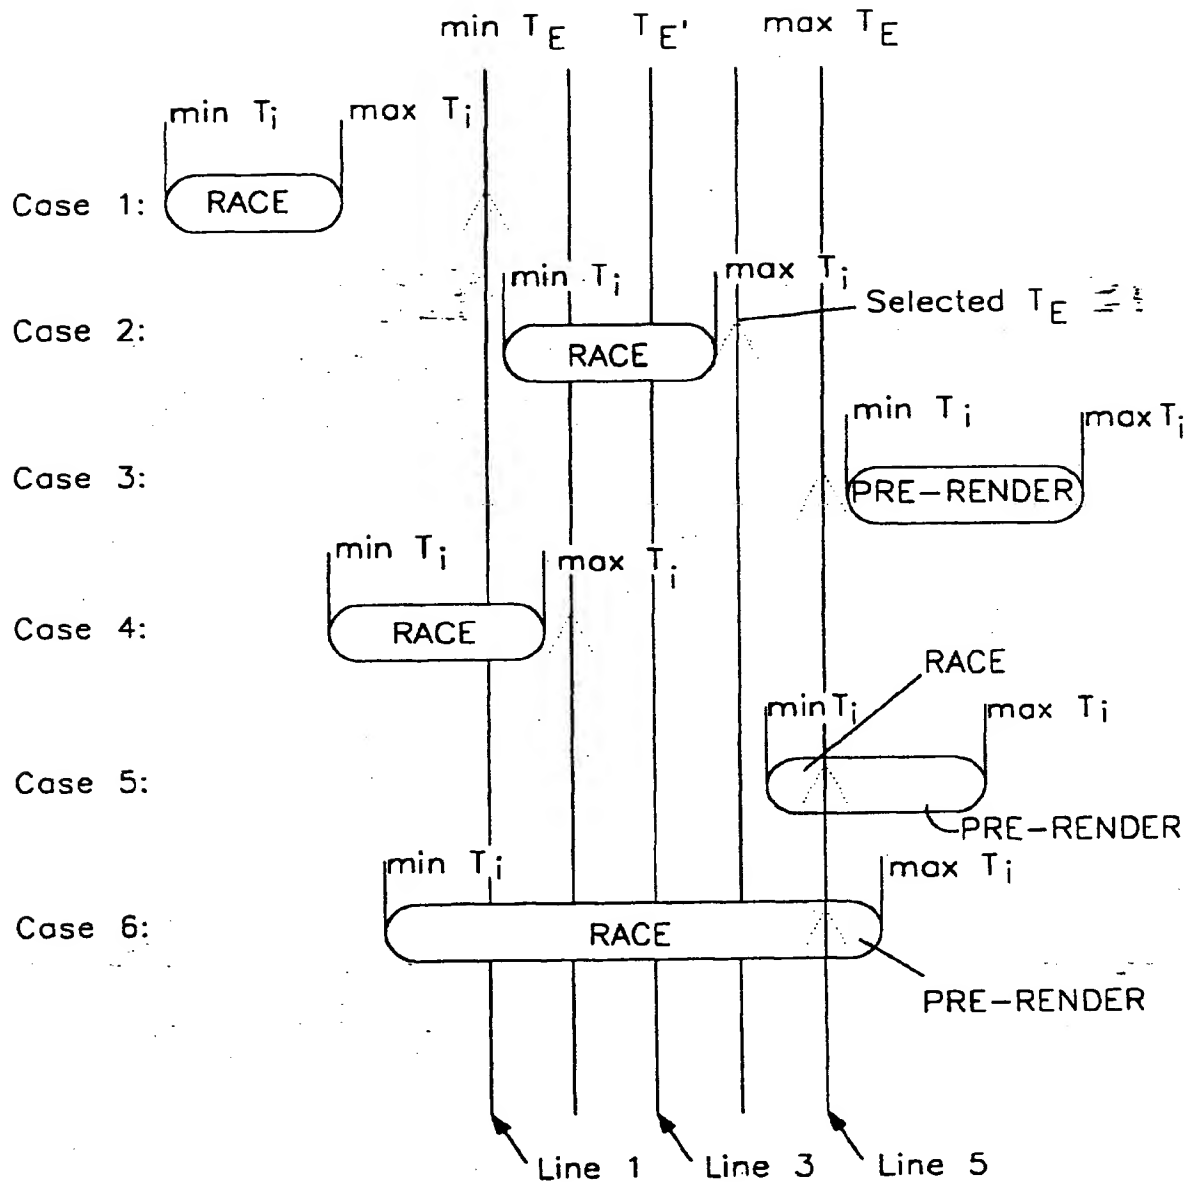 min T_E T_E' max T_E
min T_i max T_i
Case 1: RACE
min T_i max T_i
Selected T_E
Case 2: RACE
min T_i max T_i
Case 3: PRE-RENDER
min T_i max T_i
Case 4: RACE
RACE
min T_i max T_i
Case 5:
PRE-RENDER
min T_i max T_i
Case 6: RACE
PRE-RENDER
Line 1 Line 3 Line 5